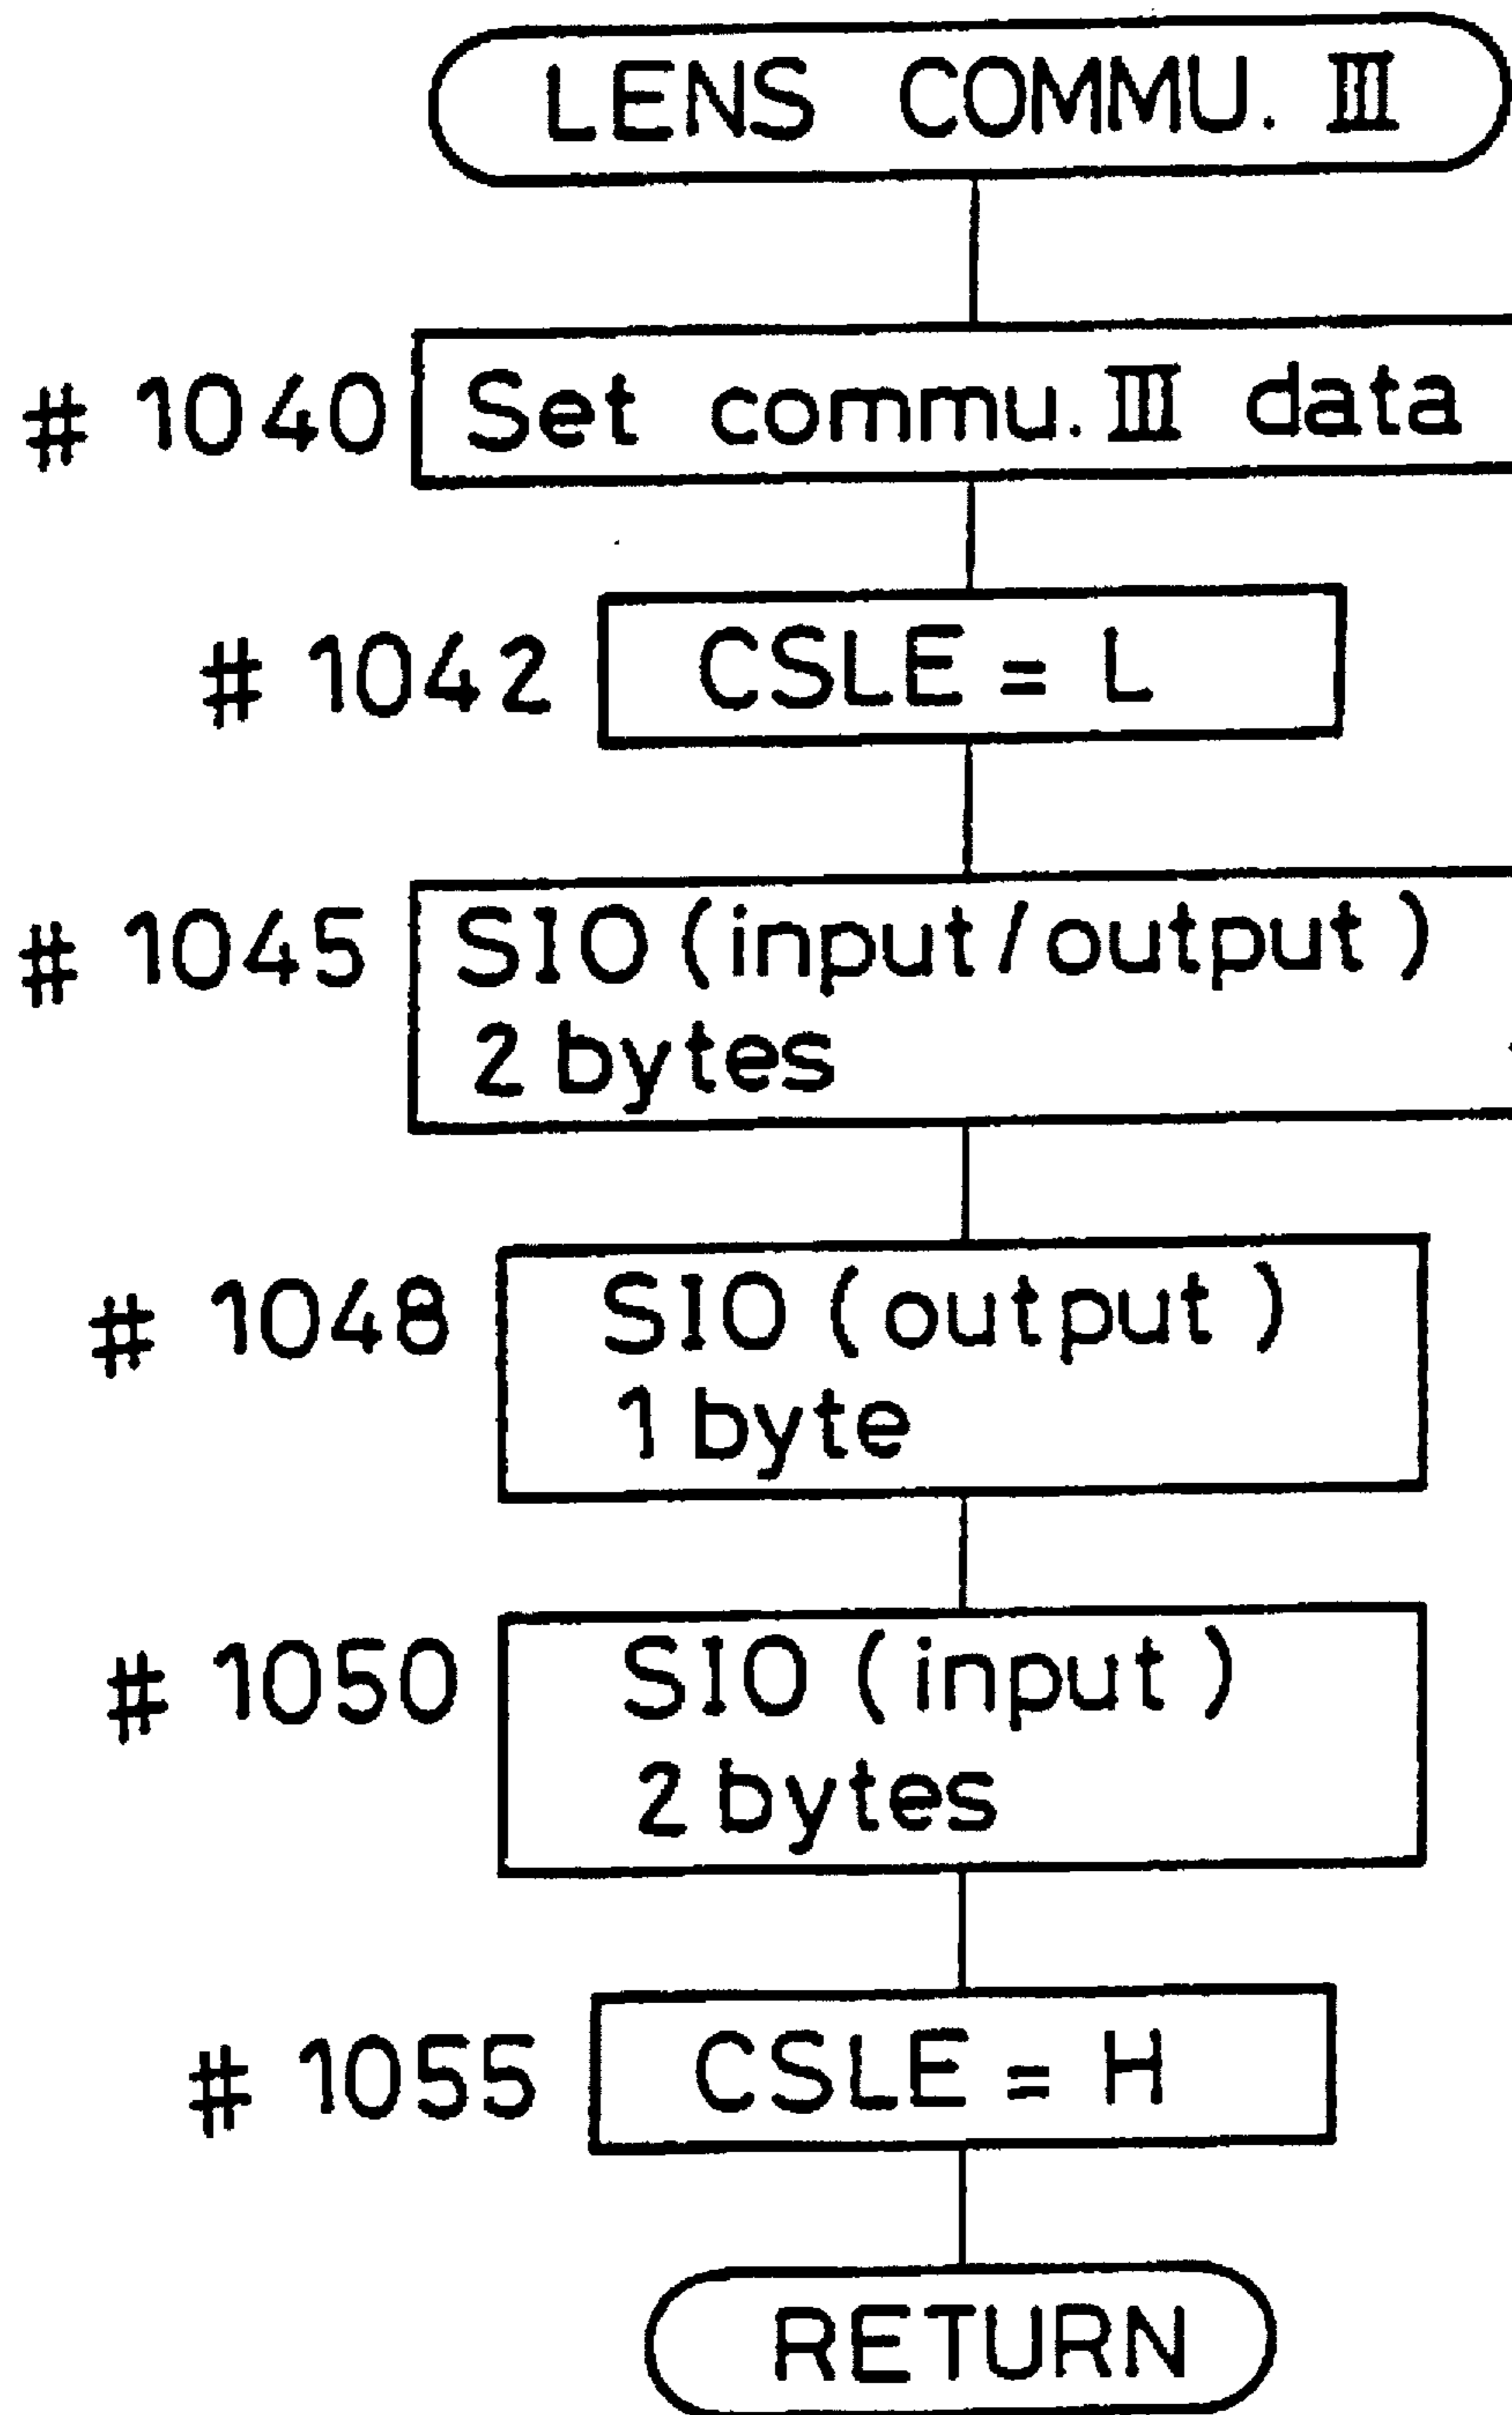 LENS COMMU. III
# 1040 Set commu. III data
# 1042 CSLE = L
# 1045 SIO (input/output)
2 bytes
# 1048 SIO (output)
1 byte
# 1050 SIO (input)
2 bytes
# 1055 CSLE = H
RETURN